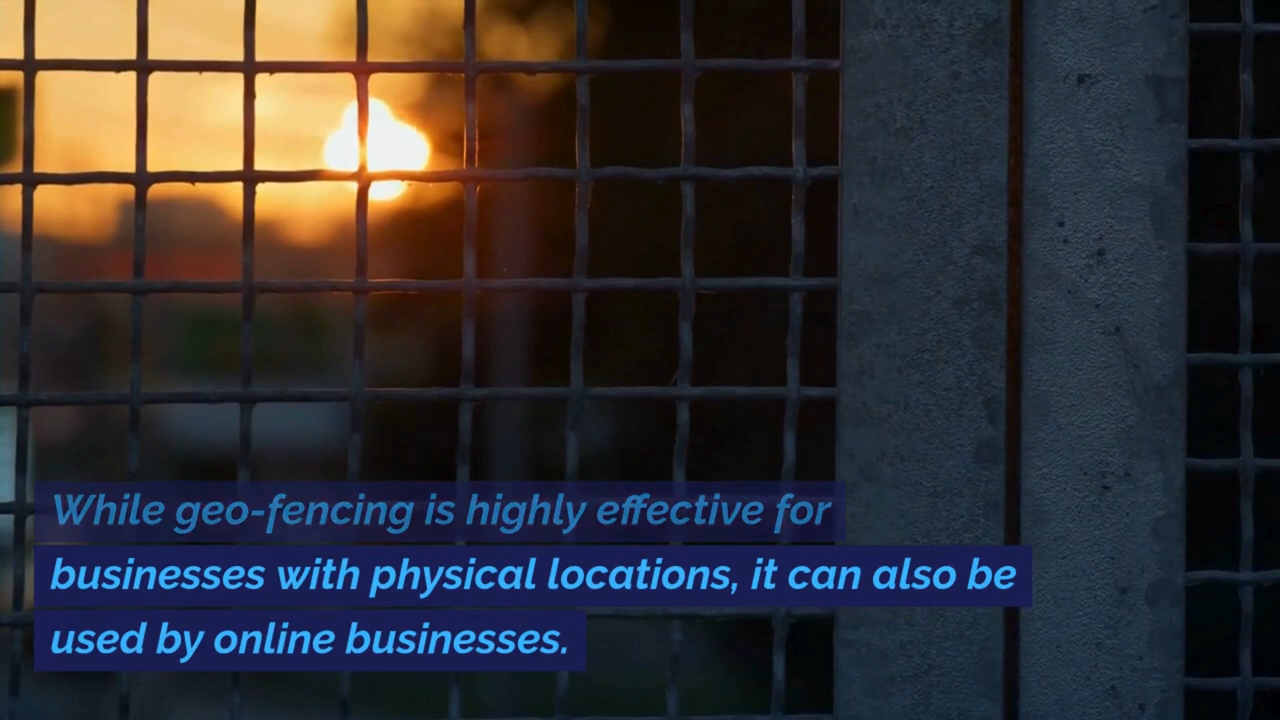 While geo-fencing is highly effective for
businesses with physical locations, it can also be
used by online businesses.